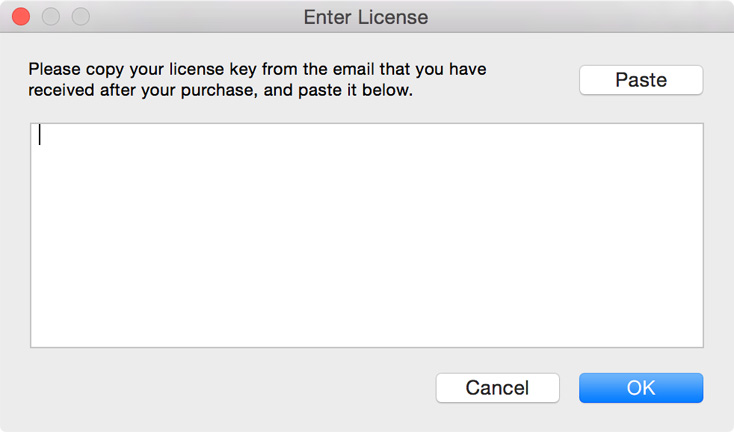 Enter License
Please copy your license key from the email that you have
received after your purchase, and paste it below.
Paste
Cancel
OK